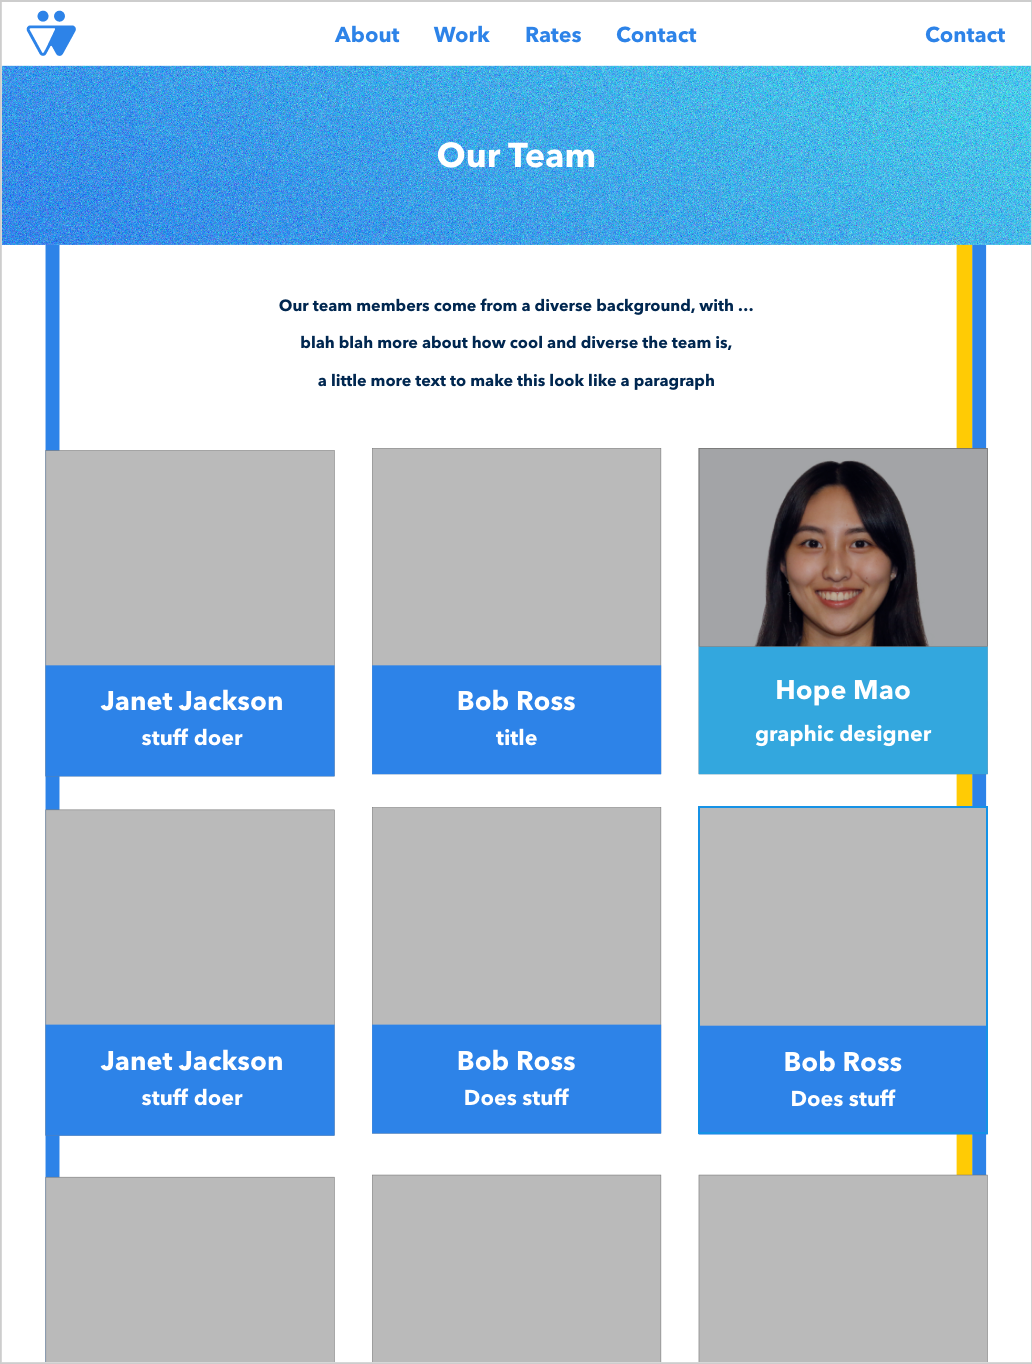 About Work Rates Contact Contact
Our Team
Our team members come from a diverse background, with ...
blah blah more about how cool and diverse the team is,
a little more text to make this look like a paragraph
Janet Jackson
stuff doer
Bob Ross
title
Hope Mao
graphic designer
Janet Jackson
stuff doer
Bob Ross
Does stuff
Bob Ross
Does stuff